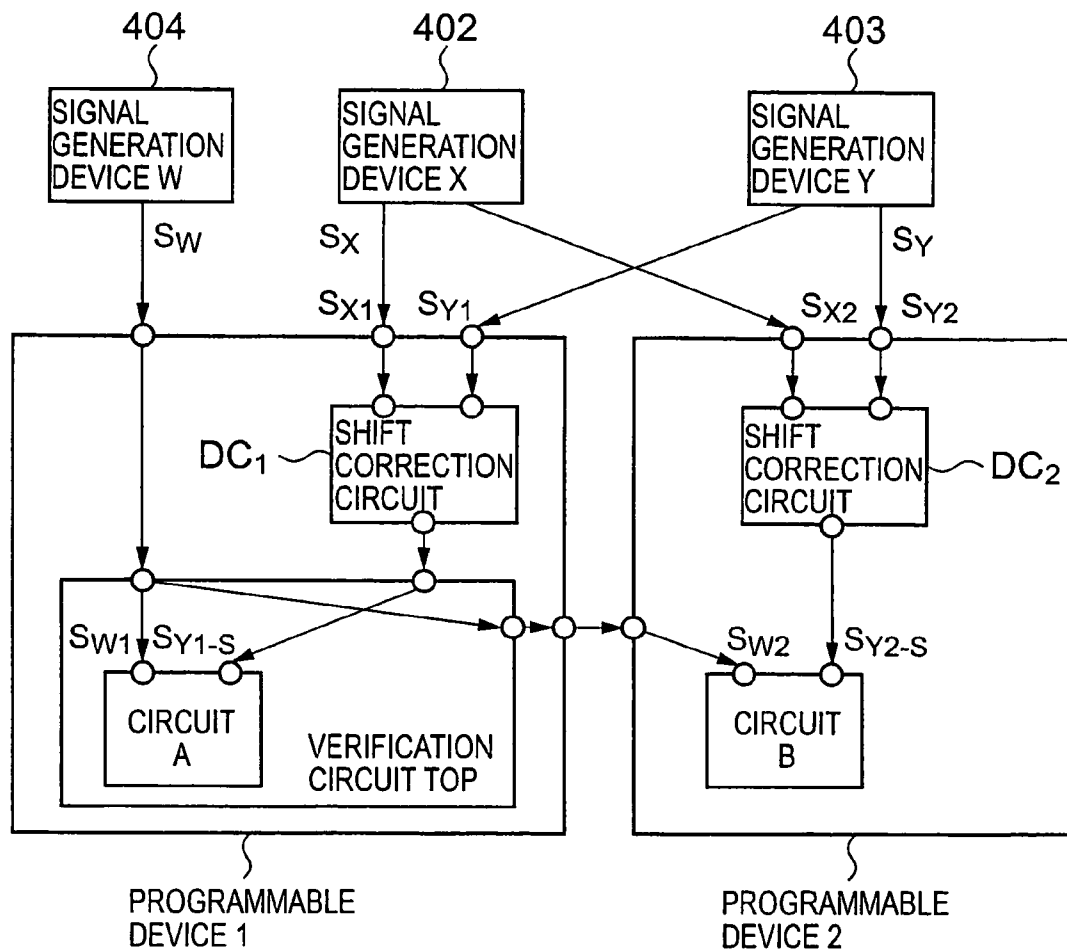 404
402
403
SIGNAL
GENERATION
DEVICE W
SIGNAL
GENERATION
DEVICE X
SIGNAL
GENERATION
DEVICE Y
SW
SX
SY
SX1
SY1
SX2
SY2
DC1
SHIFT
CORRECTION
CIRCUIT
SHIFT
CORRECTION
CIRCUIT
DC2
SW1
SY1-S
SW2
SY2-S
CIRCUIT
A
VERIFICATION
CIRCUIT TOP
CIRCUIT
B
PROGRAMMABLE
DEVICE 1
PROGRAMMABLE
DEVICE 2